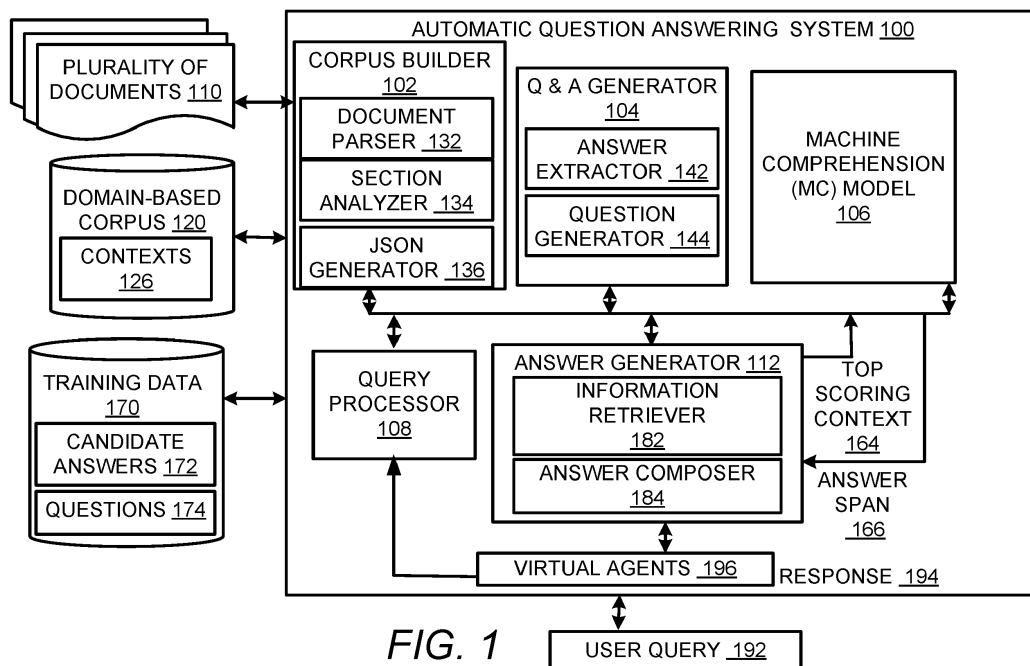 AUTOMATIC QUESTION ANSWERING SYSTEM 100
PLURALITY OF
DOCUMENTS 110
DOMAIN-BASED
CORPUS 120
CONTEXTS
126
TRAINING DATA
170
CANDIDATE
ANSWERS 172
QUESTIONS 174
CORPUS BUILDER
102
DOCUMENT
PARSER 132
SECTION
ANALYZER 134
JSON
GENERATOR 136
Q & A GENERATOR
104
ANSWER
EXTRACTOR 142
QUESTION
GENERATOR 144
MACHINE
COMPREHENSION
(MC) MODEL
106
QUERY
PROCESSOR
108
ANSWER GENERATOR 112
INFORMATION
RETRIEVER
182
ANSWER COMPOSER
184
TOP
SCORING
CONTEXT
164
ANSWER
SPAN
166
VIRTUAL AGENTS 196
RESPONSE 194
USER QUERY 192
FIG. 1